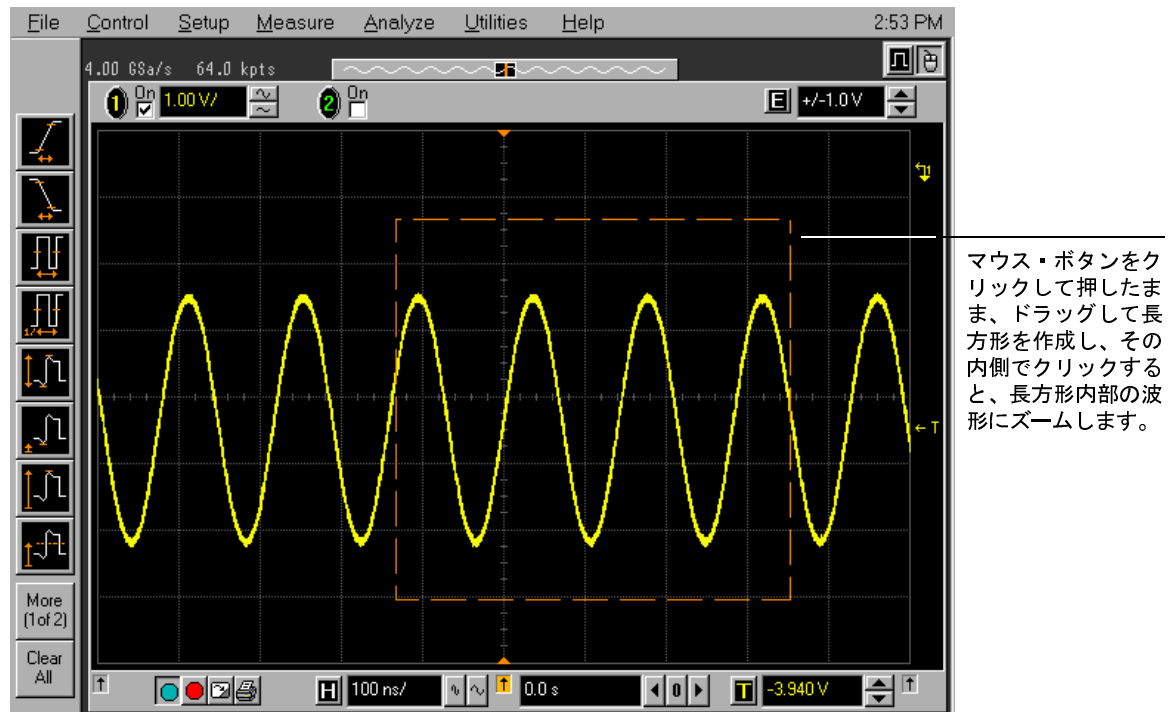 File Control Setup Measure Analyze Utilities Help 2:53 PM
4.00 GSa/s 64.0 kpts
1 On 1.00 V/ 2 On E +/-1.0 V
1
マウス・ボタンをク
リックして押したま
ま、ドラッグして長
方形を作成し、その
内側でクリックする
と、長方形内部の波
形にズームします。
1/4
T
More
(1of 2)
Clear
All
H 100 ns/ 0.0 s 0 T -3.940 V